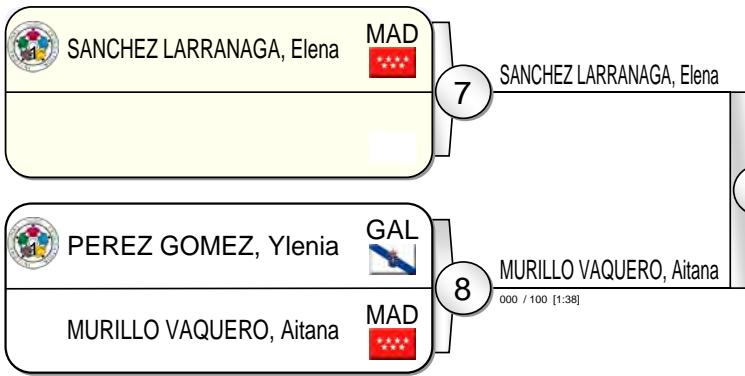 SANCHEZ LARRANAGA, Elena MAD
7
SANCHEZ LARRANAGA, Elena
PEREZ GOMEZ, Ylenia GAL
8
MURILLO VAQUERO, Aitana
000 / 100 [1:38]
MURILLO VAQUERO, Aitana MAD